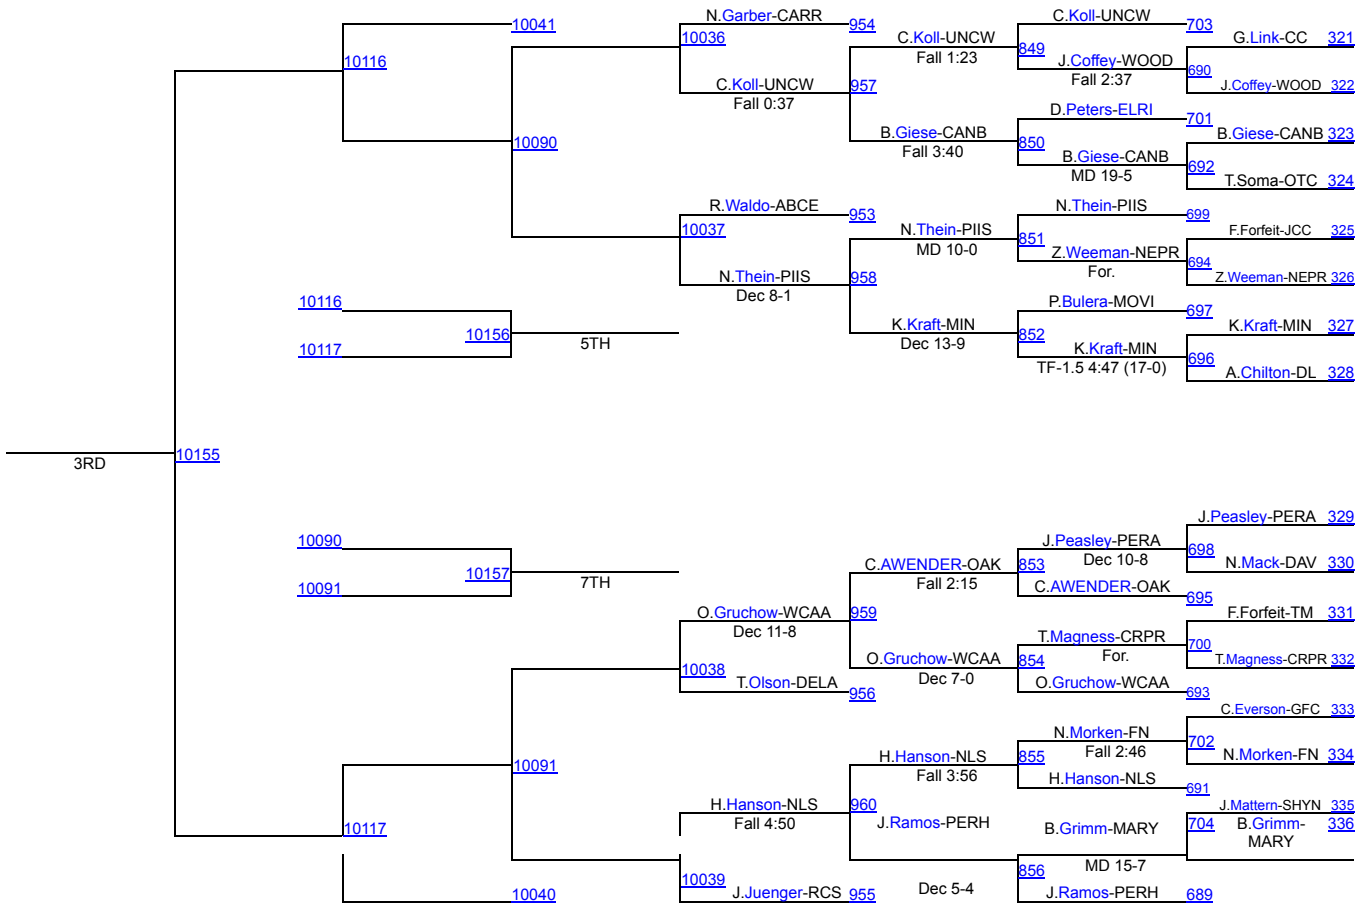 10041
N.Garber-CARR 954
C.Koll-UNCW 703
10036
C.Koll-UNCW
849
G.Link-CC 321
Fall 1:23
10116
J.Coffey-WOOD
690
Fall 2:37
C.Koll-UNCW
957
J.Coffey-WOOD 322
Fall 0:37
D.Peters-ELRI 701
10090
B.Giese-CANB
850
B.Giese-CANB 323
Fall 3:40
B.Giese-CANB
692
MD 19-5
T.Soma-OTC 324
R.Waldo-ABCE 953
N.Thein-PIIS 699
10037
N.Thein-PIIS
851
F.Forfeit-JCC 325
MD 10-0
Z.Weeman-NEPR
694
For.
N.Thein-PIIS
958
Z.Weeman-NEPR 326
Dec 8-1
10116
P.Bulera-MOVI 697
10156
K.Kraft-MIN
852
K.Kraft-MIN 327
5TH
Dec 13-9
10117
K.Kraft-MIN
696
TF-1.5 4:47 (17-0)
A.Chilton-DL 328
10155
3RD
J.Peasley-PERA 329
10090
J.Peasley-PERA
698
Dec 10-8
10157
C.AWENDER-OAK
853
N.Mack-DAV 330
7TH
Fall 2:15
10091
C.AWENDER-OAK 695
O.Gruchow-WCAA
959
F.Forfeit-TM 331
Dec 11-8
T.Magness-CRPR
700
For.
10038
O.Gruchow-WCAA
854
T.Magness-CRPR 332
Dec 7-0
T.Olson-DELA 956
O.Gruchow-WCAA 693
C.Everson-GFC 333
N.Morken-FN
702
Fall 2:46
10091
H.Hanson-NLS
855
N.Morken-FN 334
Fall 3:56
H.Hanson-NLS 691
H.Hanson-NLS
960
J.Mattern-SHYN 335
Fall 4:50
10117
J.Ramos-PERH
B.Grimm-MARY
704
B.Grimm-
MARY
336
MD 15-7
10039
856
10040
J.Juenger-RCS 955
Dec 5-4
J.Ramos-PERH 689